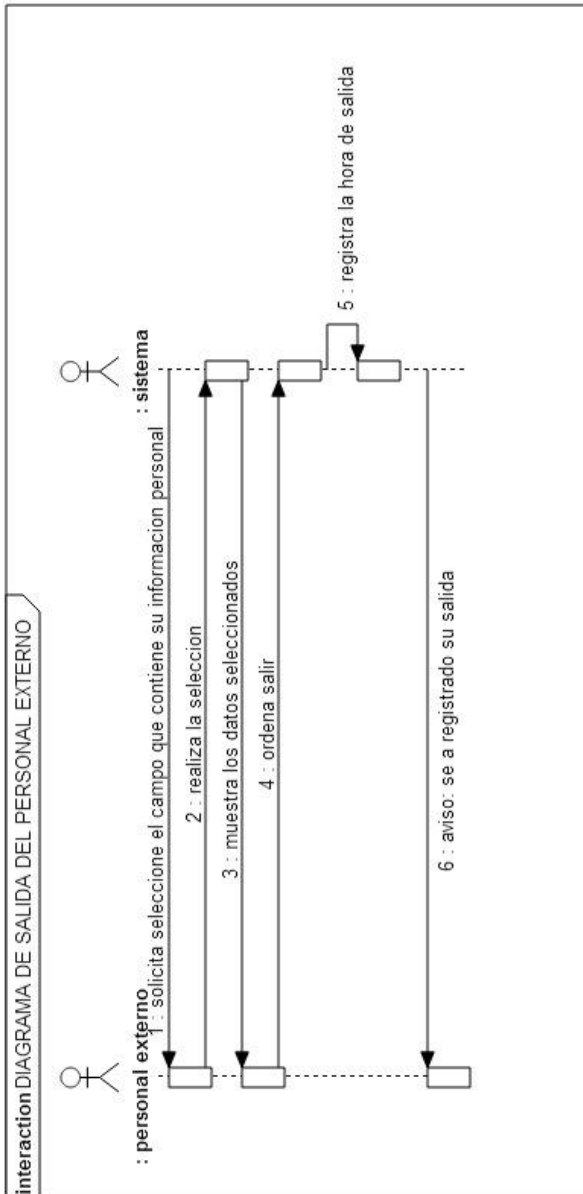 interaction DIAGRAMA DE SALIDA DEL PERSONAL EXTERNO
: personal externo
: sistema
1 : solicita seleccione el campo que contiene su informacion personal
2 : realiza la seleccion
3 : muestra los datos seleccionados
4 : ordena salir
5 : registra la hora de salida
6 : aviso: se a registrado su salida